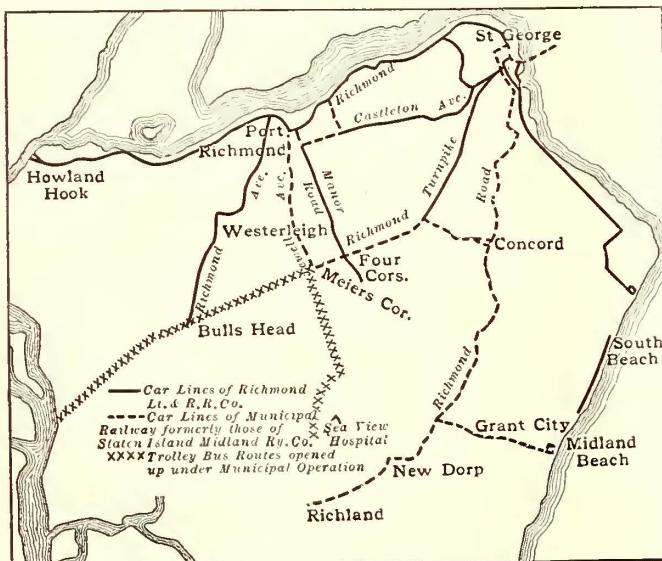 St George
Richmond
Castleton Ave.
Port
Richmond
Howland
Hook
Ave.
Ave.
Manor
Road
Turnpike
Road
Westerleigh
Richmond
Jewett
Richmond
Concord
Four
Cors.
Meiers Cor.
Bulls Head
South
Beach
Car Lines of Richmond
Lt. & R.R. Co.
Car Lines of Municipal
Railway formerly those of
Staten Island Midland Ry. Co.
XXXX Trolley Bus Routes opened
up under Municipal Operation
Sea View
Hospital
Richmond
Grant City
Midland
Beach
New Dorp
Richland